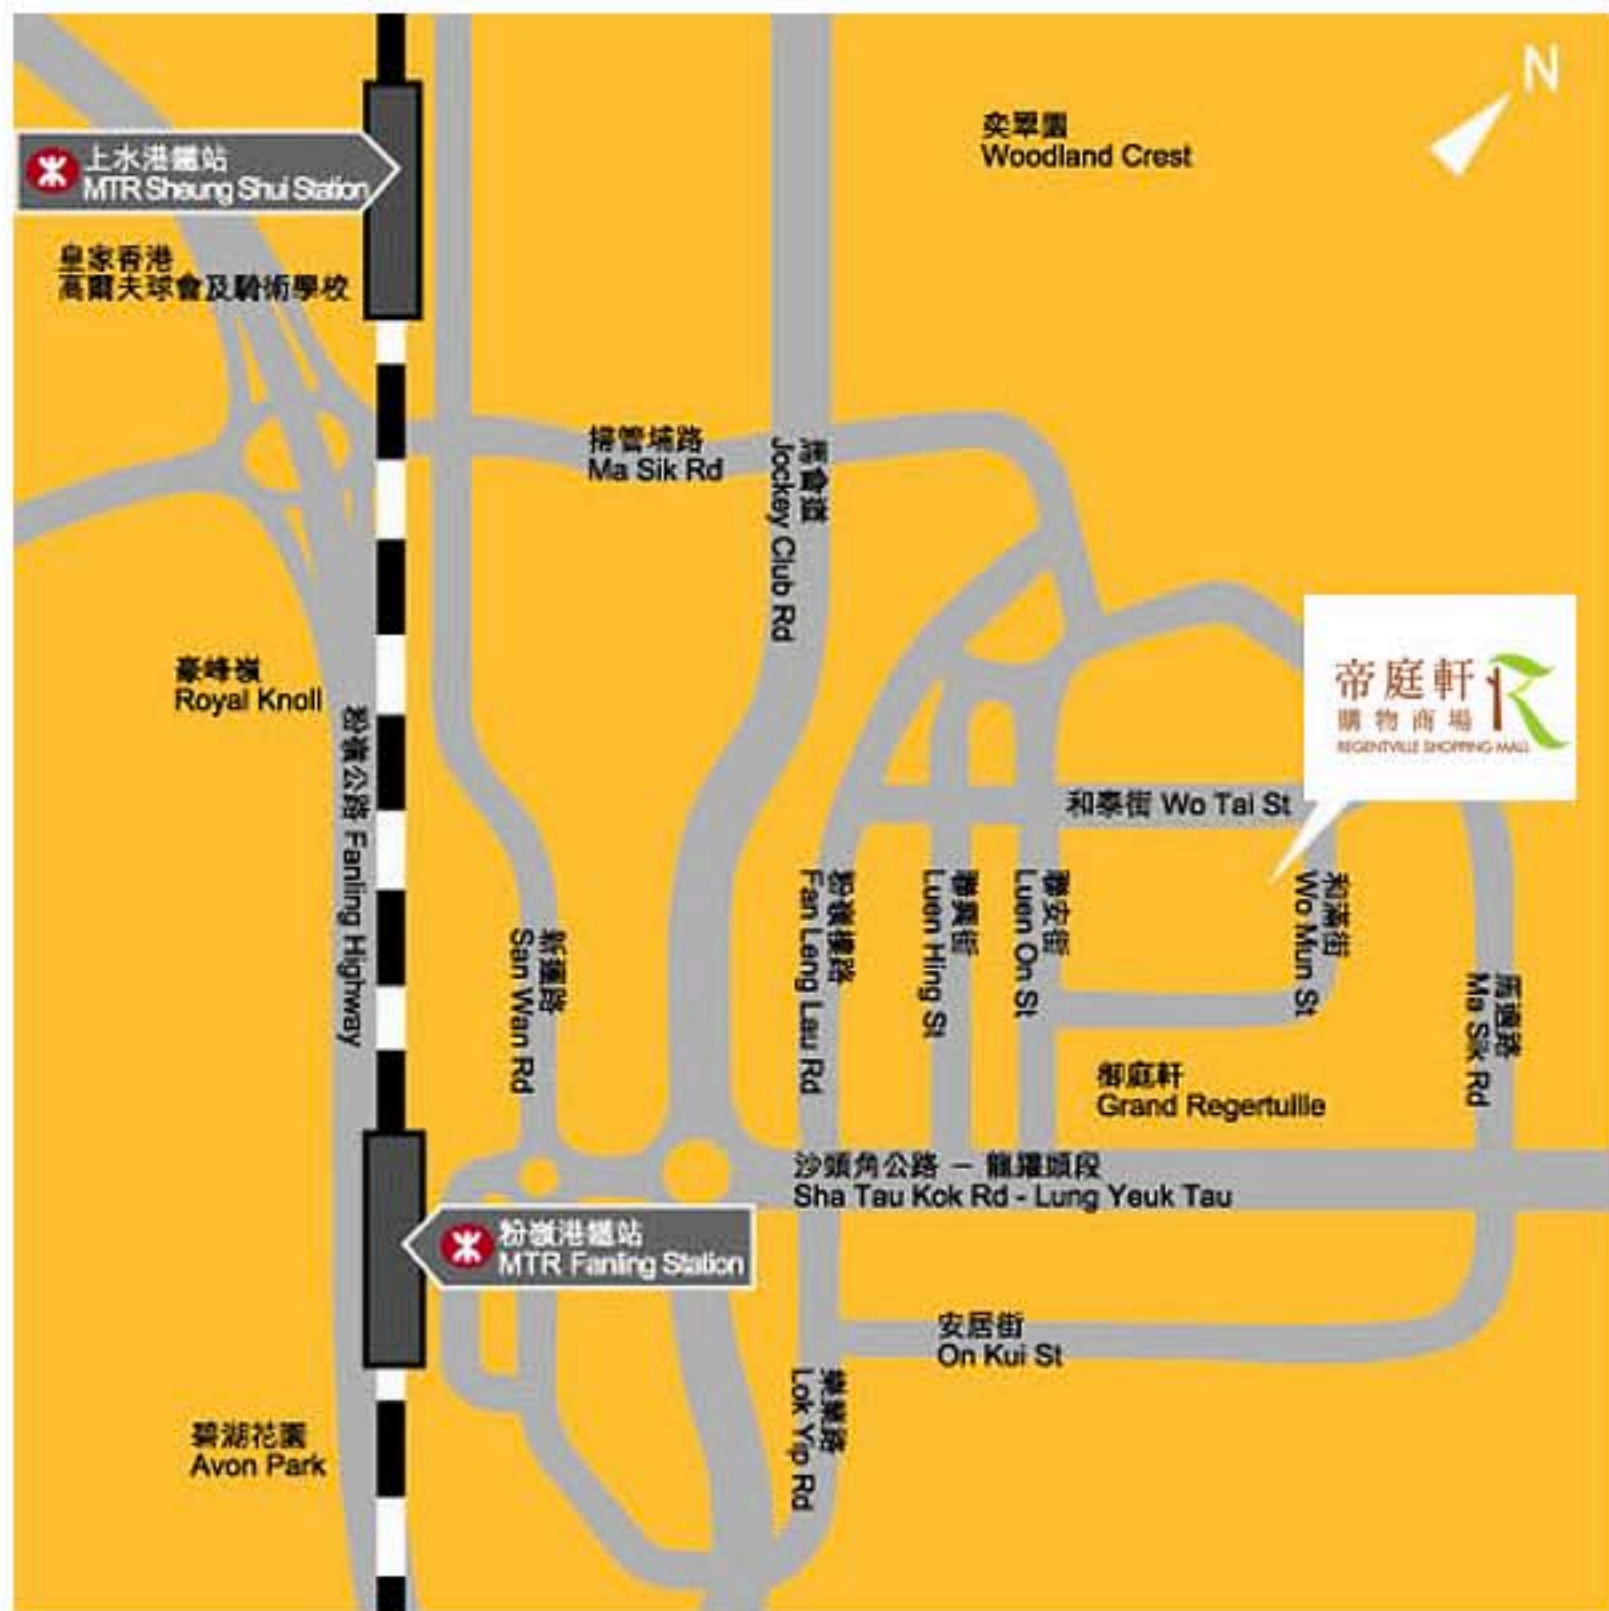 N
奕翠園
Woodland Crest
上水港鐵站
MTR Sheung Shui Station
皇家香港
高爾夫球會及騎術學校
掃管埔路
Ma Sik Rd
馬會道
Jockey Club Rd
豪峰嶺
Royal Knoll
帝庭軒
購物商場
REGENTVILLE SHOPPING MALL
粉嶺公路 Fanling Highway
和泰街 Wo Tai St
粉嶺樓路
Fan Leng Lau Rd
聯興街
Luen Hing St
聯安街
Luen On St
和滿街
Wo Mun St
新運路
San Wan Rd
馬適路
Ma Sik Rd
御庭軒
Grand Regertuille
沙頭角公路 － 龍躍頭段
Sha Tau Kok Rd - Lung Yeuk Tau
粉嶺港鐵站
MTR Fanling Station
安居街
On Kui St
樂業路
Lok Yip Rd
碧湖花園
Avon Park